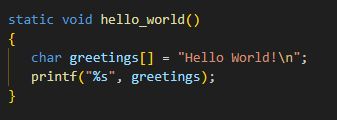 static void hello_world()
{
   char greetings[] = "Hello World!\n";
   printf("%s", greetings);
}